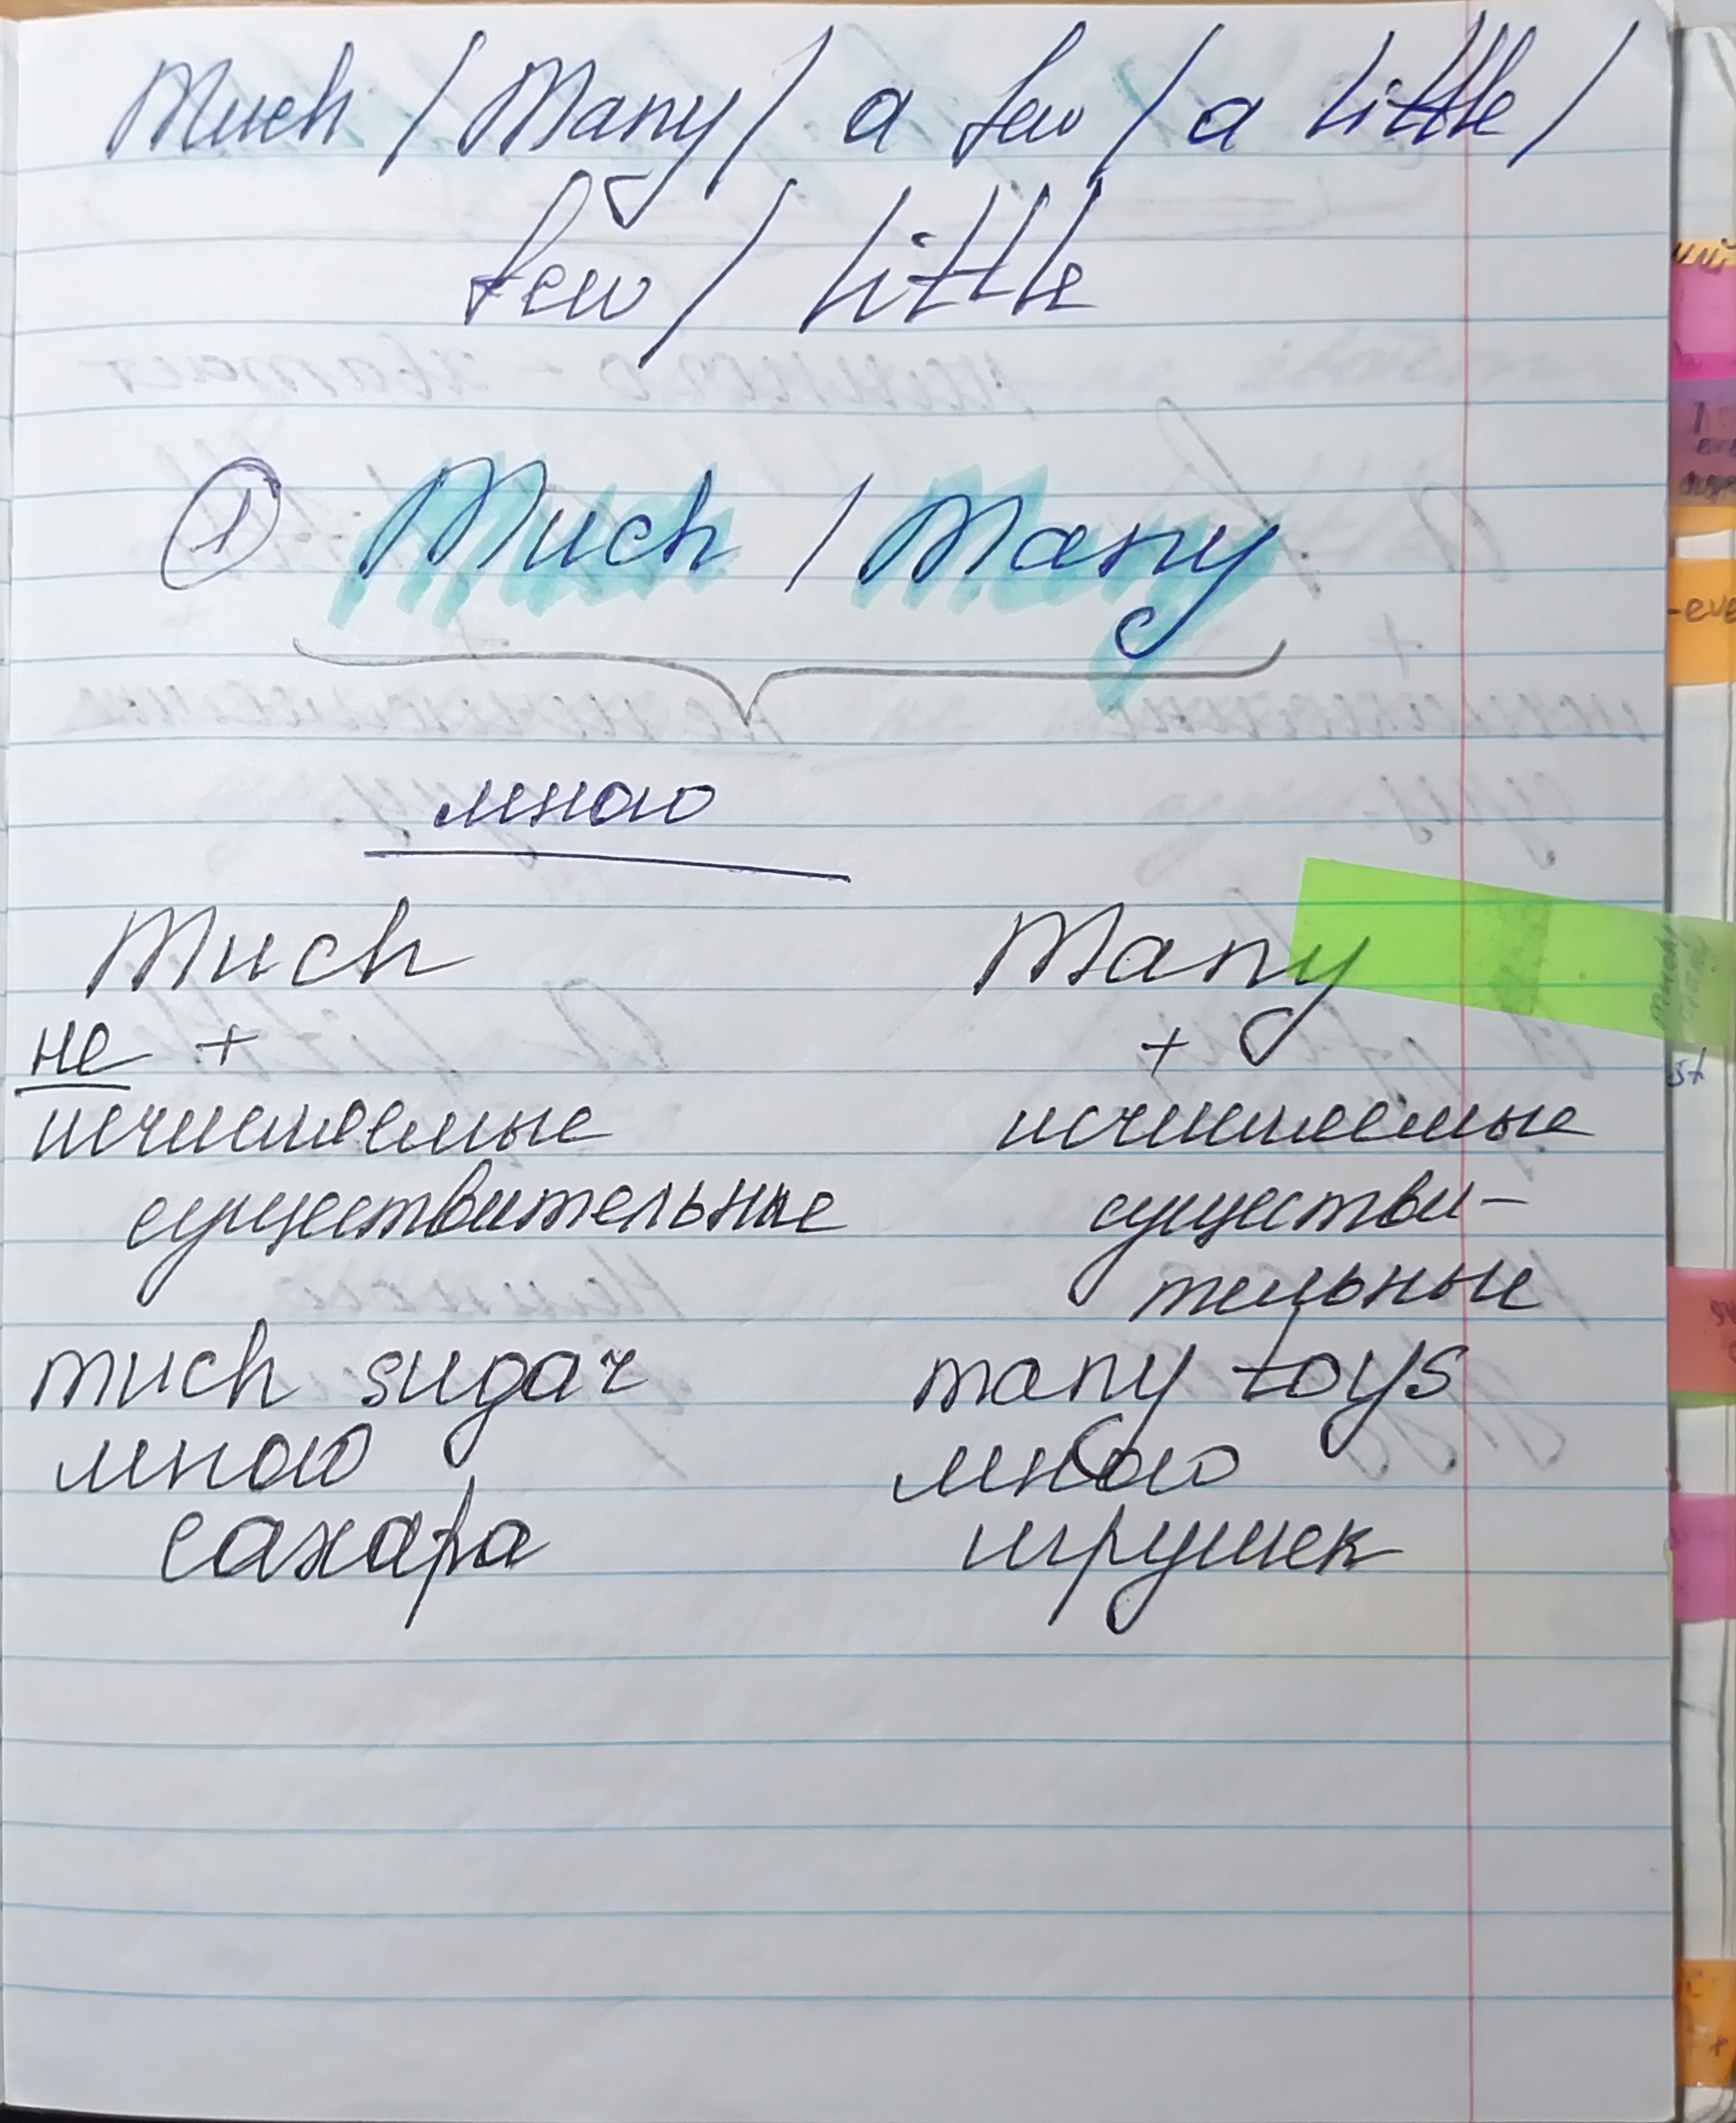 Much / Many / a few / a little /
few / little
① Much / Many
много
Much Many
не + +
исчисляемые исчисляемые
существительные существи-
тельные
much sugar many toys
много много
сахара игрушек